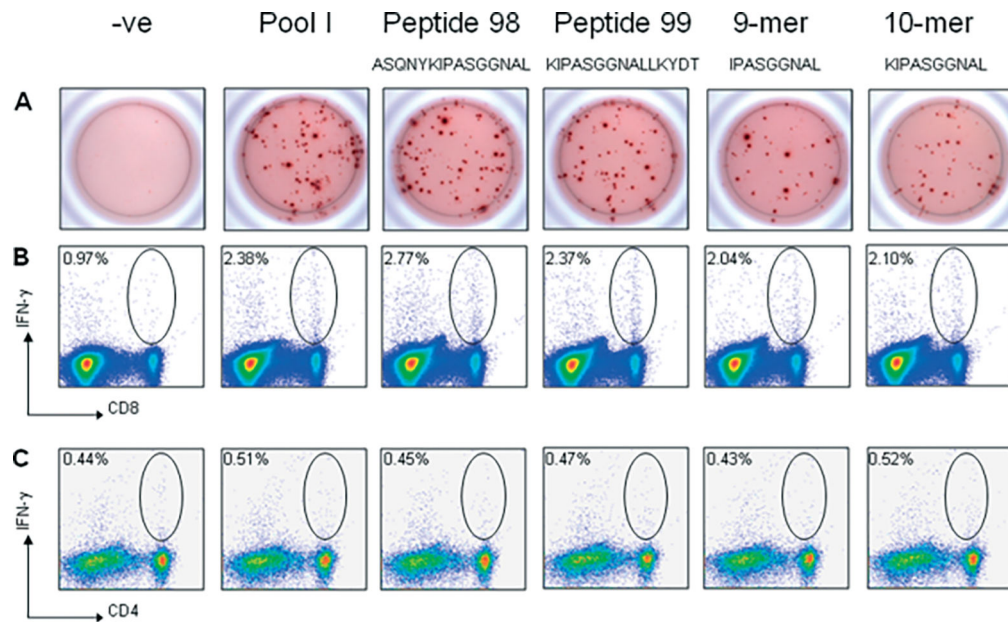 -ve Pool I Peptide 98 Peptide 99 9-mer 10-mer
ASQNYKIPASGGNAL KIPASGGNALLKYDT IPASGGNAL KIPASGGNAL
A
B
0.97% 2.38% 2.77% 2.37% 2.04% 2.10%
IFN-y
CD8
C
0.44% 0.51% 0.45% 0.47% 0.43% 0.52%
IFN-y
CD4